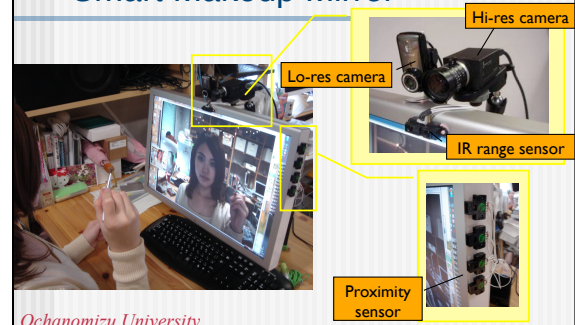 Smart Makeup Mirror
Hi-res camera
Lo-res camera
IR range sensor
Proximity
sensor
Ochanomizu University